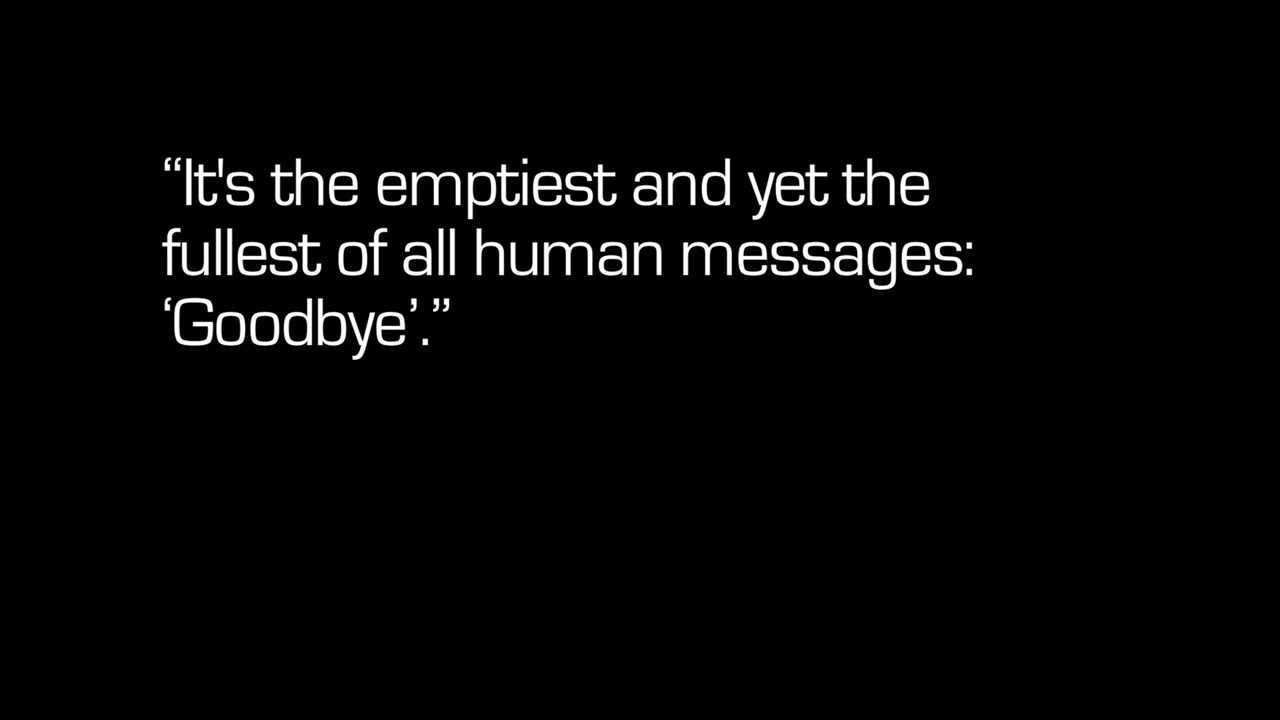 “It's the emptiest and yet the
fullest of all human messages:
‘Goodbye’.”